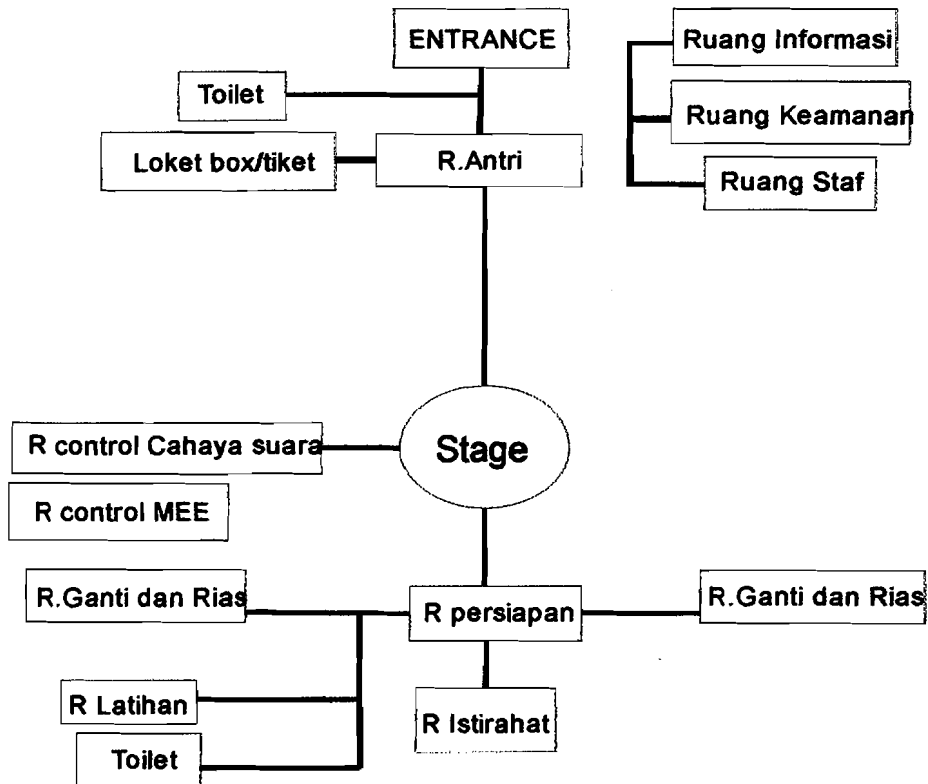 ENTRANCE
Ruang Informasi
Toilet
Ruang Keamanan
Loket box/tiket
R.Antri
Ruang Staf
R control Cahaya suara
Stage
R control MEE
R.Ganti dan Rias
R persiapan
R.Ganti dan Rias
R Latihan
R Istirahat
Toilet